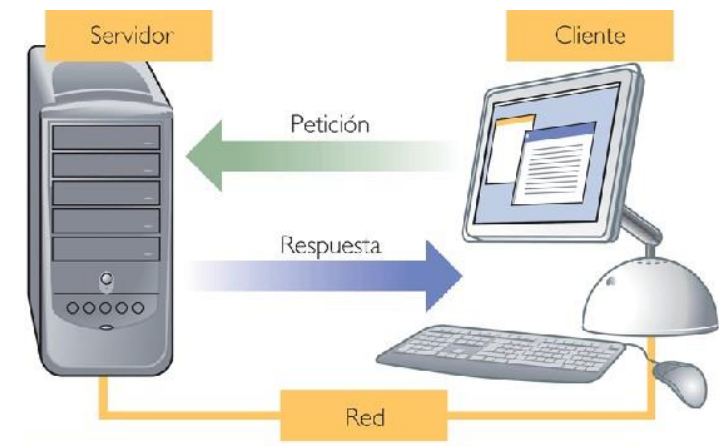 Servidor
Cliente
Petición
Respuesta
Red